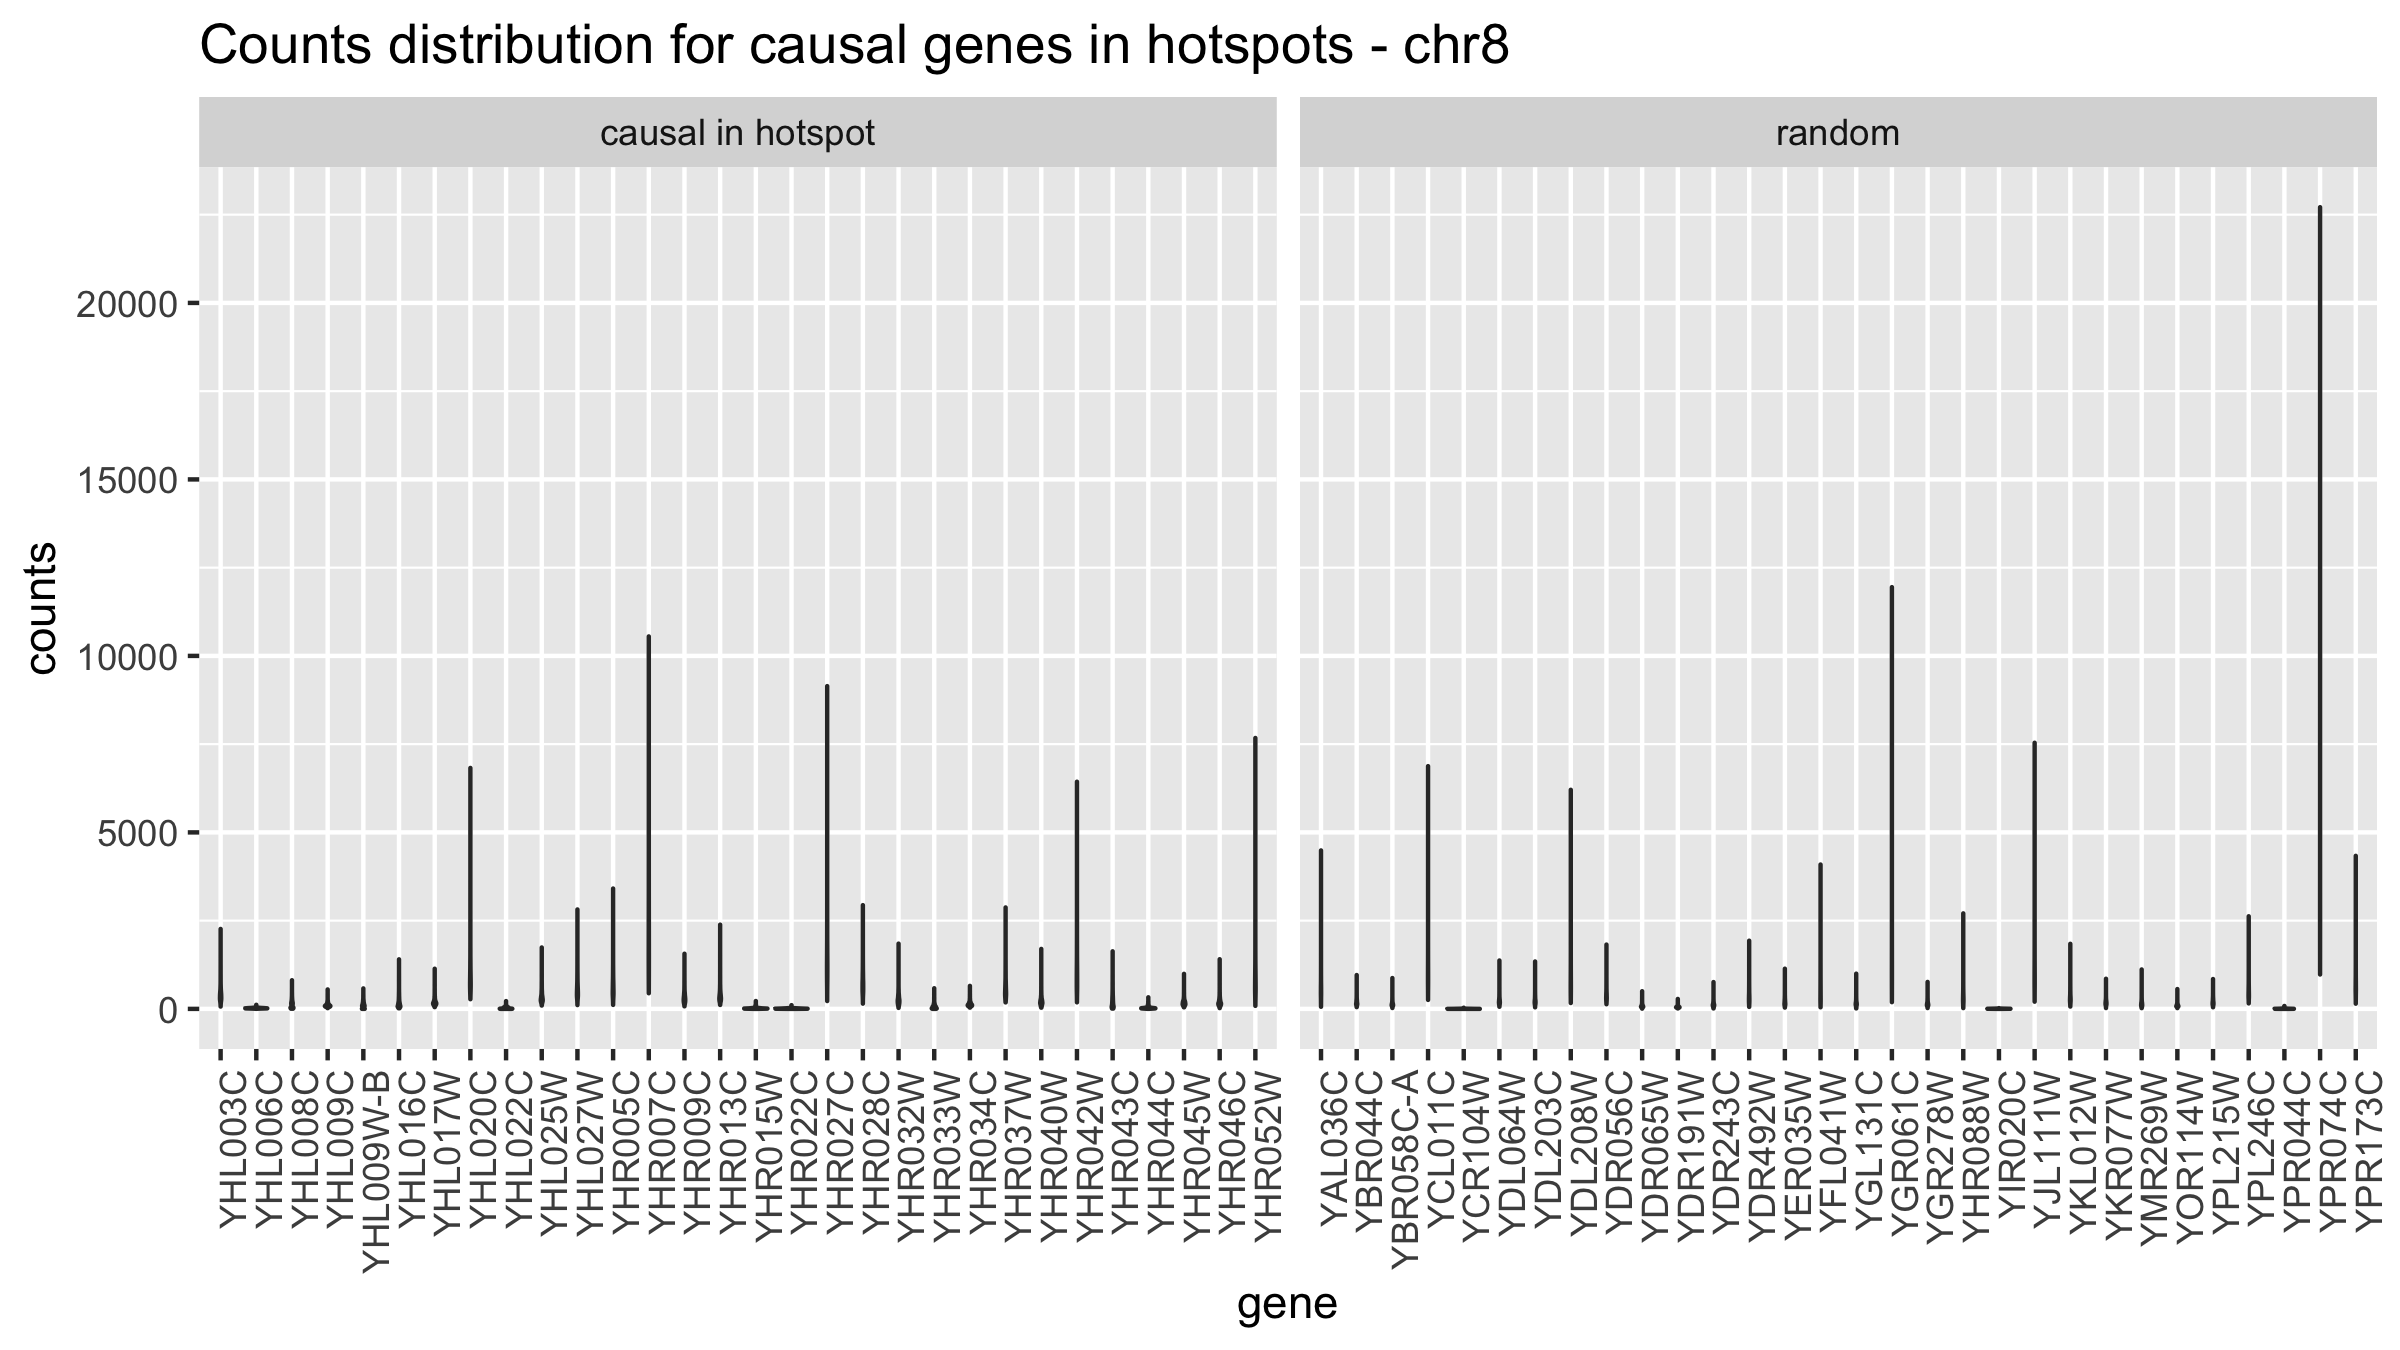 Counts distribution for causal genes in hotspots - chr8
causal in hotspot
random
counts
20000
15000
10000
5000
0
YHL003C
YHL006C
YHL008C
YHL009C
YHL009W-B
YHL016C
YHL017W
YHL020C
YHL022C
YHL025W
YHL027W
YHR005C
YHR007C
YHR009C
YHR013C
YHR015W
YHR022C
YHR027C
YHR028C
YHR032W
YHR033W
YHR034C
YHR037W
YHR040W
YHR042W
YHR043C
YHR044C
YHR045W
YHR046C
YHR052W
YAL036C
YBR044C
YBR058C-A
YCL011C
YCR104W
YDL064W
YDL203C
YDL208W
YDR056C
YDR065W
YDR191W
YDR243C
YDR492W
YER035W
YFL041W
YGL131C
YGR061C
YGR278W
YHR088W
YIR020C
YJL111W
YKL012W
YKR077W
YMR269W
YOR114W
YPL215W
YPL246C
YPR044C
YPR074C
YPR173C
gene